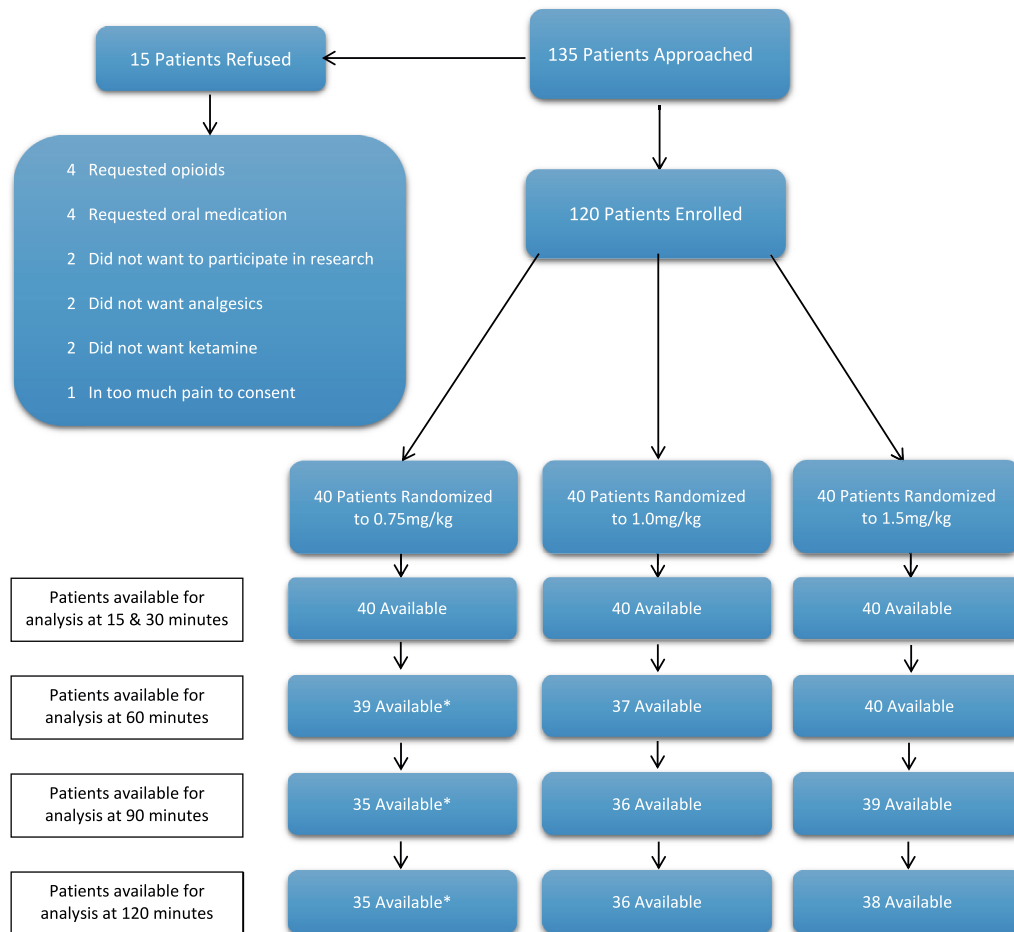 15 Patients Refused
135 Patients Approached
4 Requested opioids
4 Requested oral medication
2 Did not want to participate in research
2 Did not want analgesics
2 Did not want ketamine
1 In too much pain to consent
120 Patients Enrolled
40 Patients Randomized
to 0.75mg/kg
40 Patients Randomized
to 1.0mg/kg
40 Patients Randomized
to 1.5mg/kg
Patients available for
analysis at 15 & 30 minutes
40 Available
40 Available
40 Available
Patients available for
analysis at 60 minutes
39 Available*
37 Available
40 Available
Patients available for
analysis at 90 minutes
35 Available*
36 Available
39 Available
Patients available for
analysis at 120 minutes
35 Available*
36 Available
38 Available